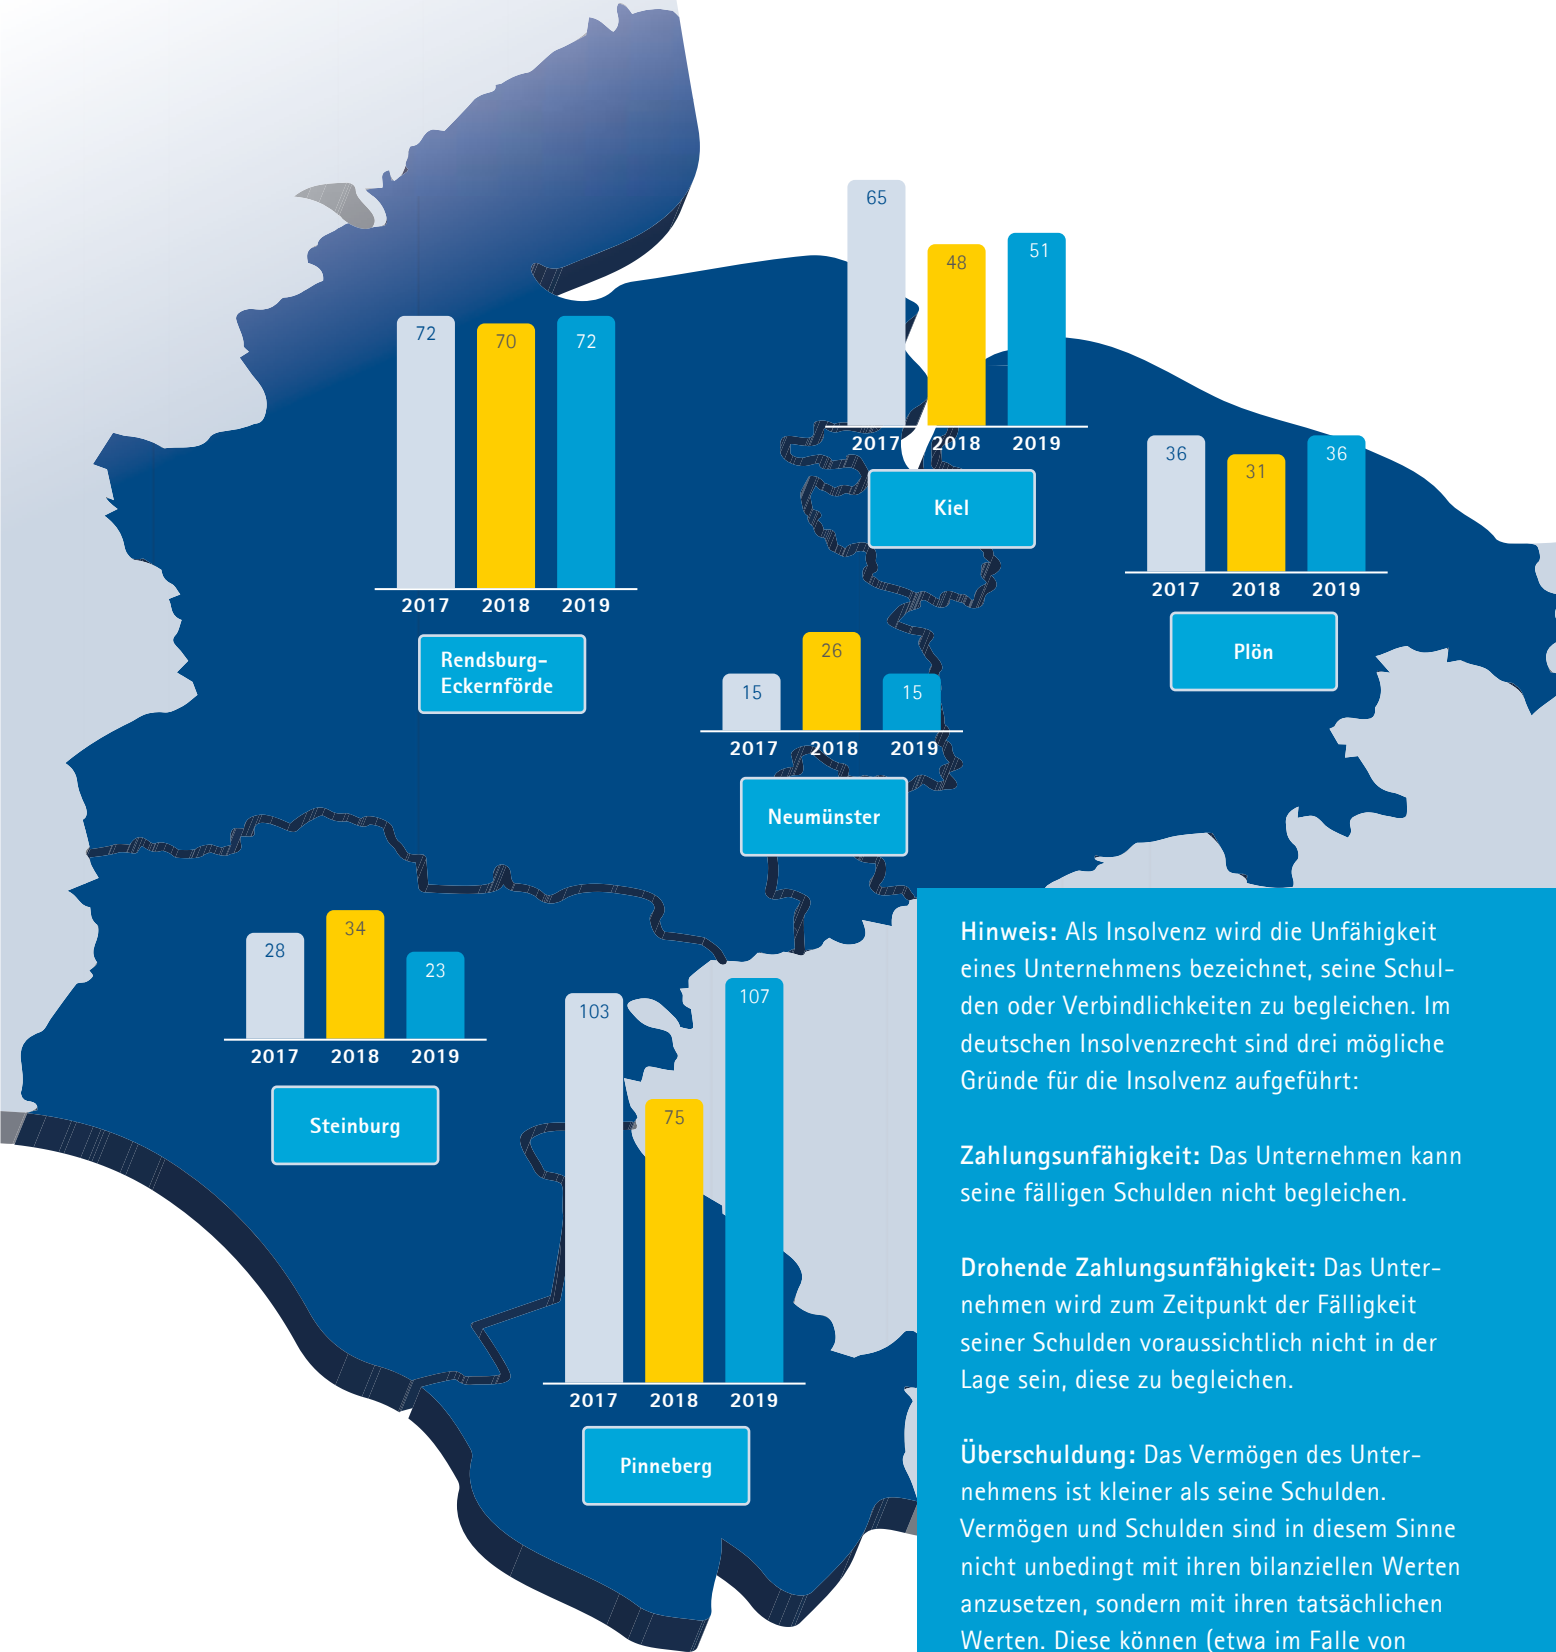 65
48
51
2017 2018 2019
Kiel
72
70
72
2017 2018 2019
Rendsburg-
Eckernförde
36
31
36
2017 2018 2019
Plön
15
26
15
2017 2018 2019
Neumünster
28
34
23
2017 2018 2019
Steinburg
103
75
107
2017 2018 2019
Pinneberg
Hinweis: Als Insolvenz wird die Unfähigkeit
eines Unternehmens bezeichnet, seine Schul-
den oder Verbindlichkeiten zu begleichen. Im
deutschen Insolvenzrecht sind drei mögliche
Gründe für die Insolvenz aufgeführt:
Zahlungsunfähigkeit: Das Unternehmen kann
seine fälligen Schulden nicht begleichen.
Drohende Zahlungsunfähigkeit: Das Unter-
nehmen wird zum Zeitpunkt der Fälligkeit
seiner Schulden voraussichtlich nicht in der
Lage sein, diese zu begleichen.
Überschuldung: Das Vermögen des Unter-
nehmens ist kleiner als seine Schulden.
Vermögen und Schulden sind in diesem Sinne
nicht unbedingt mit ihren bilanziellen Werten
anzusetzen, sondern mit ihren tatsächlichen
Werten. Diese können (etwa im Falle von